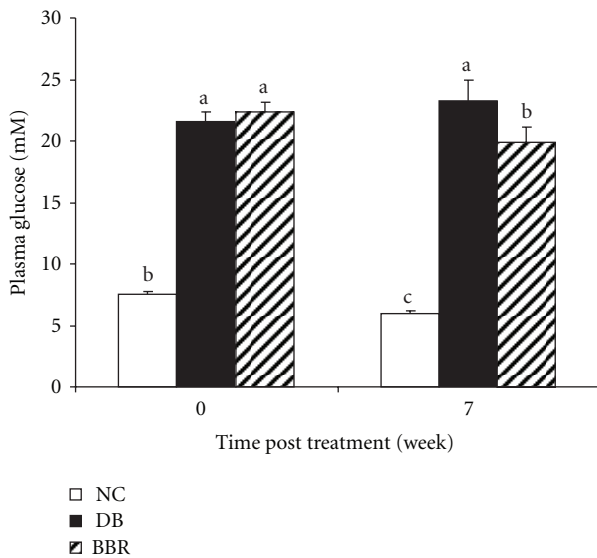 30
25
20
15
10
5
0
Plasma glucose (mM)
b
a
a
c
a
b
0
7
Time post treatment (week)
NC
DB
BBR